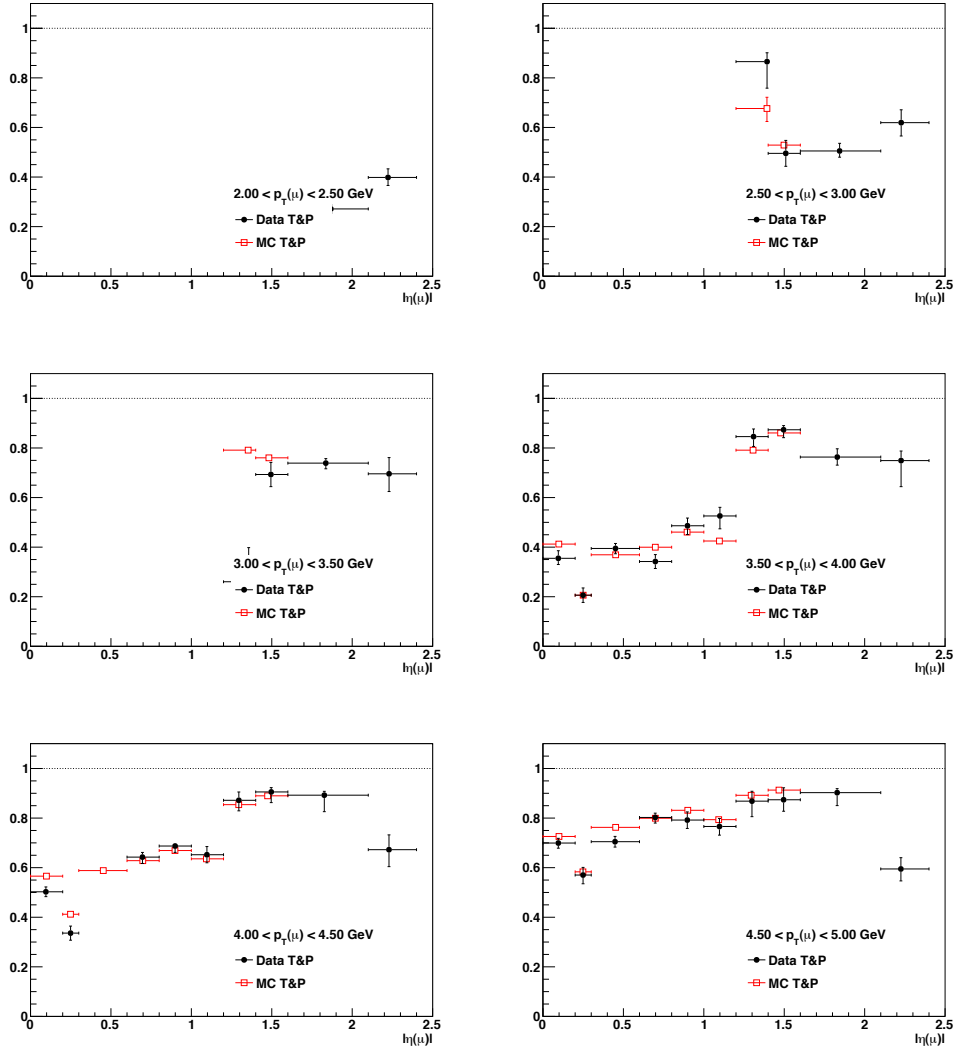 1
0.8
0.6
0.4
0.2
0
2.00 < p_T(μ) < 2.50 GeV
Data T&P
MC T&P
0 0.5 1 1.5 2 2.5
|η(μ)|
1
0.8
0.6
0.4
0.2
0
2.50 < p_T(μ) < 3.00 GeV
Data T&P
MC T&P
0 0.5 1 1.5 2 2.5
|η(μ)|
1
0.8
0.6
0.4
0.2
0
3.00 < p_T(μ) < 3.50 GeV
Data T&P
MC T&P
0 0.5 1 1.5 2 2.5
|η(μ)|
1
0.8
0.6
0.4
0.2
0
3.50 < p_T(μ) < 4.00 GeV
Data T&P
MC T&P
0 0.5 1 1.5 2 2.5
|η(μ)|
1
0.8
0.6
0.4
0.2
0
4.00 < p_T(μ) < 4.50 GeV
Data T&P
MC T&P
0 0.5 1 1.5 2 2.5
|η(μ)|
1
0.8
0.6
0.4
0.2
0
4.50 < p_T(μ) < 5.00 GeV
Data T&P
MC T&P
0 0.5 1 1.5 2 2.5
|η(μ)|